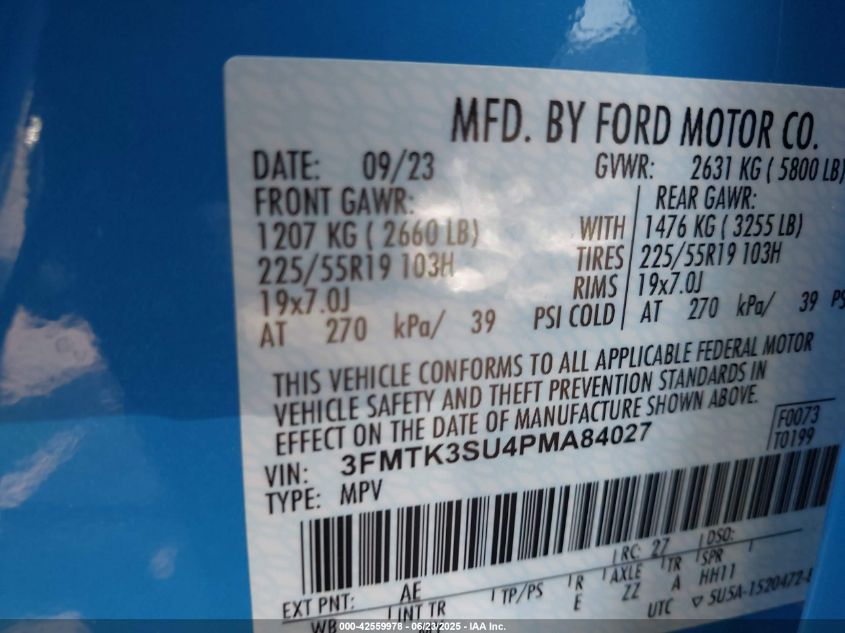 MFD. BY FORD MOTOR CO.
DATE: 09/23 GVWR: 2631 KG ( 5800 LB)
FRONT GAWR: REAR GAWR:
1207 KG ( 2660 LB) WITH 1476 KG ( 3255 LB)
225/55R19 103H TIRES 225/55R19 103H
19x7.0J RIMS 19x7.0J
AT 270 kPa/ 39 PSI COLD AT 270 kPa/ 39 PS
THIS VEHICLE CONFORMS TO ALL APPLICABLE FEDERAL MOTOR
VEHICLE SAFETY AND THEFT PREVENTION STANDARDS IN
EFFECT ON THE DATE OF MANUFACTURE SHOWN ABOVE.
F0073
VIN: 3FMTK3SU4PMA84027 T0199
TYPE: MPV
RC: 27 DSO:
EXT PNT: AE TP/PS R AXLE TR SPR
WB INT TR E ZZ A HH11
UTC ▽ 5U5A-1520472-
000-42559978 - 06/23/2025 - IAA Inc.